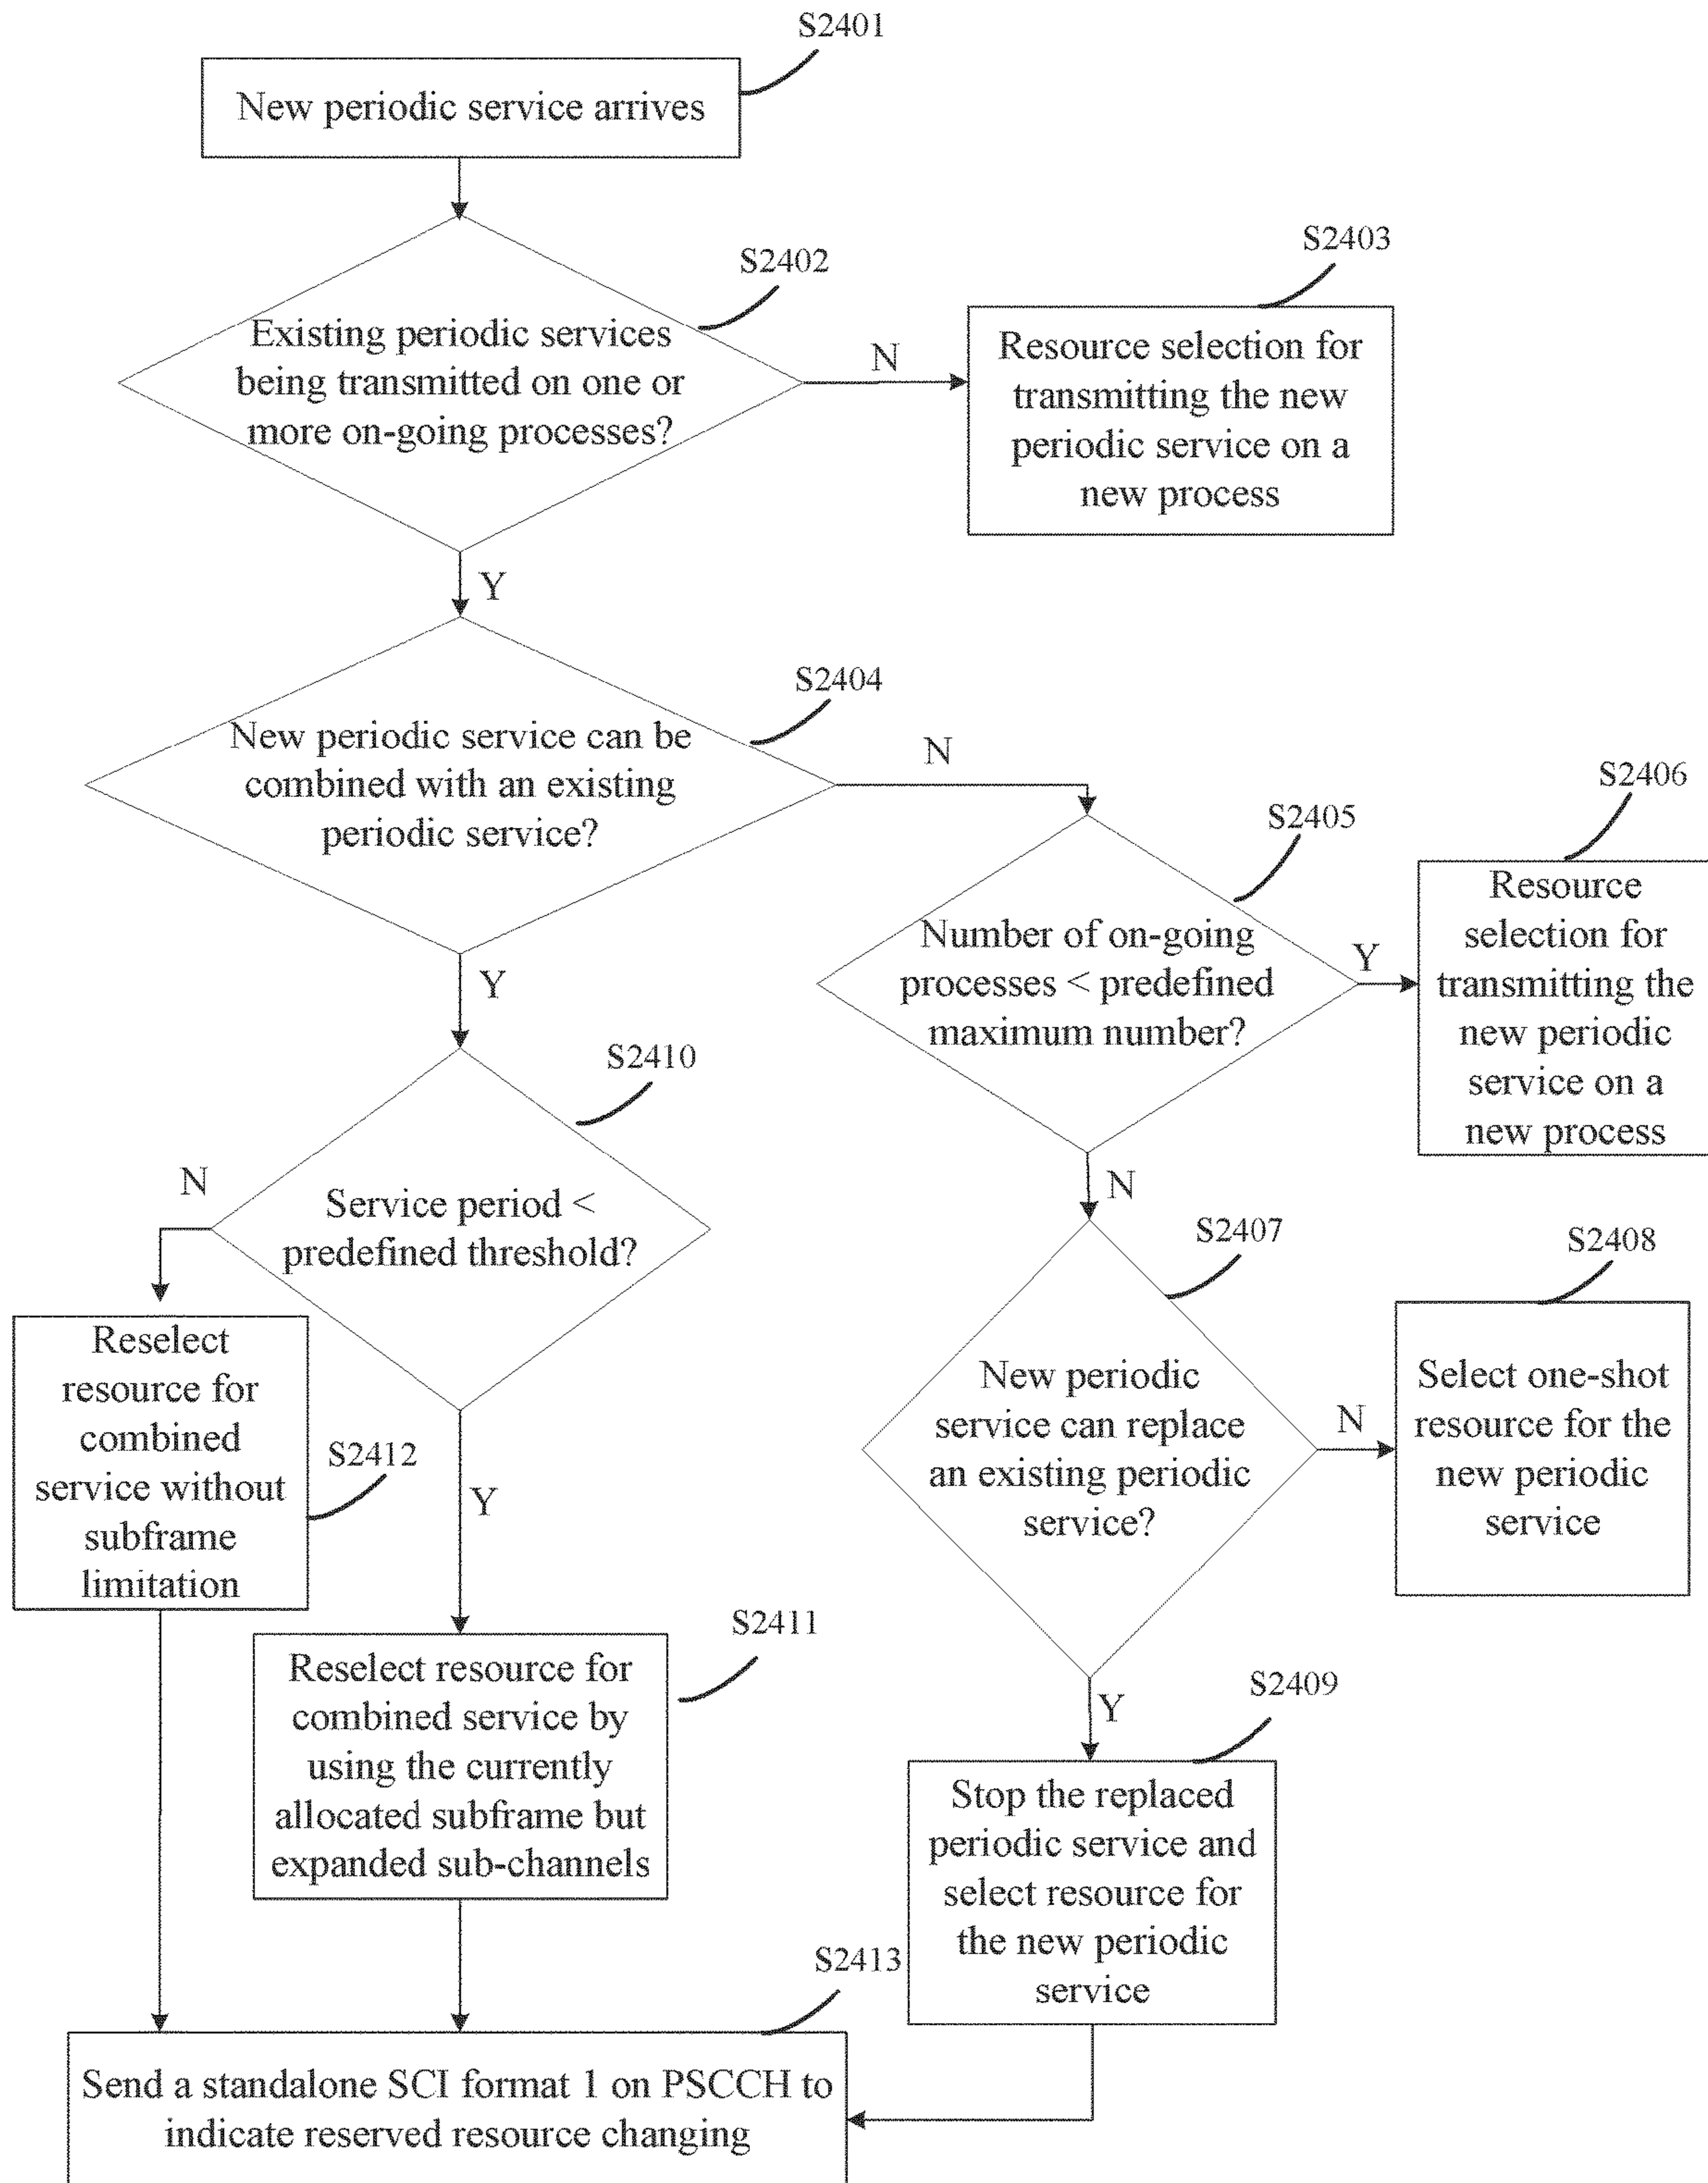 S2401
New periodic service arrives
S2402
Existing periodic services
being transmitted on one or
more on-going processes?
N
S2403
Resource selection for
transmitting the new
periodic service on a
new process
Y
S2404
New periodic service can be
combined with an existing
periodic service?
N
S2405
Number of on-going
processes < predefined
maximum number?
Y
S2406
Resource
selection for
transmitting the
new periodic
service on a
new process
Y
S2410
Service period <
predefined threshold?
N
N
S2407
New periodic
service can replace
an existing periodic
service?
N
S2408
Select one-shot
resource for the
new periodic
service
Reselect
resource for
combined
service without
subframe
limitation
S2412
Y
S2411
Reselect resource for
combined service by
using the currently
allocated subframe but
expanded sub-channels
Y
S2409
Stop the replaced
periodic service and
select resource for
the new periodic
service
S2413
Send a standalone SCI format 1 on PSCCH to
indicate reserved resource changing